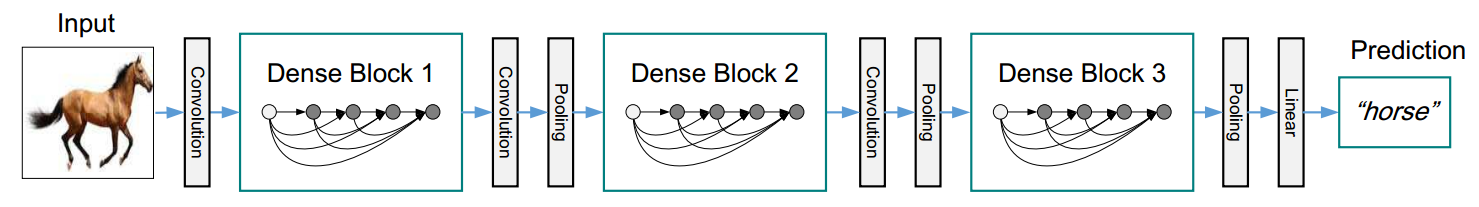 Input
Convolution
Dense Block 1
Convolution
Pooling
Dense Block 2
Convolution
Pooling
Dense Block 3
Pooling
Linear
Prediction
“horse”